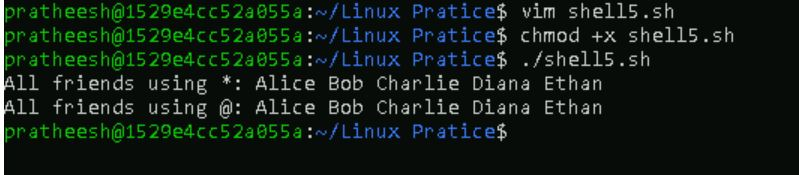 pratheesh@1529e4cc52a055a:~/Linux Pratice$ vim shell5.sh
pratheesh@1529e4cc52a055a:~/Linux Pratice$ chmod +x shell5.sh
pratheesh@1529e4cc52a055a:~/Linux Pratice$ ./shell5.sh
All friends using *: Alice Bob Charlie Diana Ethan
All friends using @: Alice Bob Charlie Diana Ethan
pratheesh@1529e4cc52a055a:~/Linux Pratice$